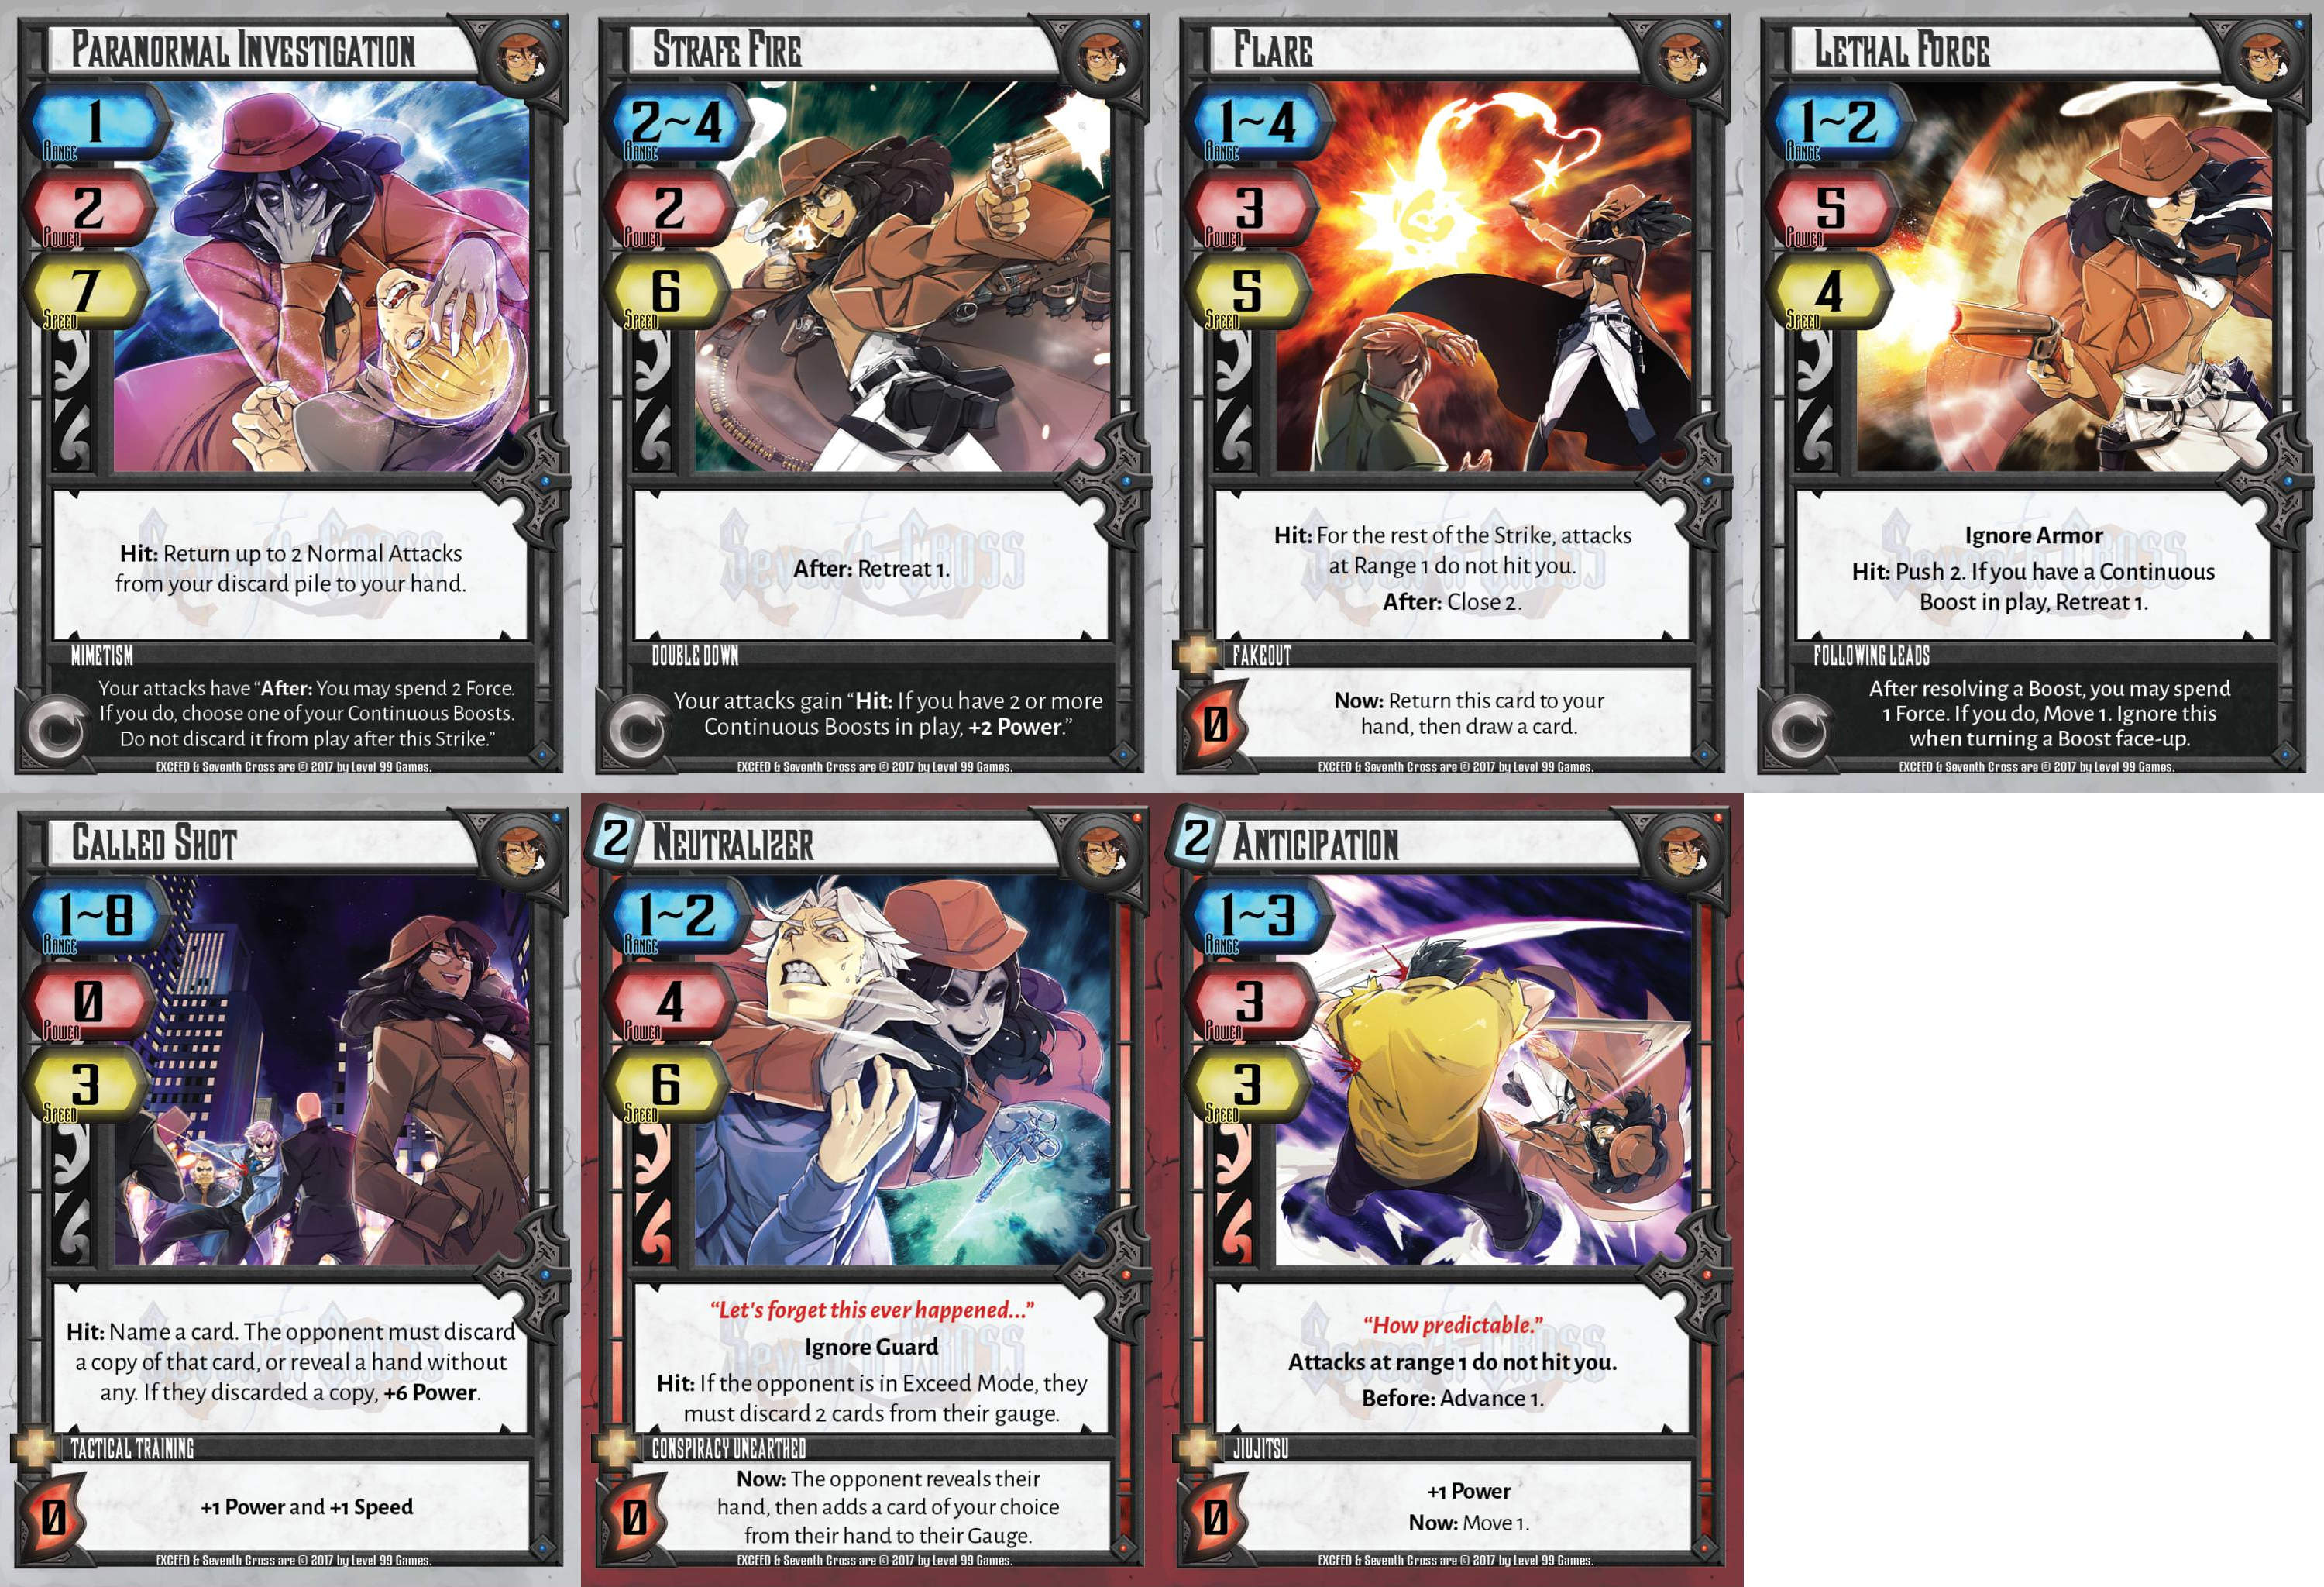 PARANORMAL INVESTIGATION
1
RANGE
2
POWER
7
SPEED
Hit: Return up to 2 Normal Attacks
from your discard pile to your hand.
MIMETISM
Your attacks have “After: You may spend 2 Force.
If you do, choose one of your Continuous Boosts.
Do not discard it from play after this Strike.”
EXCEED & Seventh Cross are © 2017 by Level 99 Games.
STRAFE FIRE
2~4
RANGE
2
POWER
6
SPEED
Seventh Cross
After: Retreat 1.
DOUBLE DOWN
Your attacks gain “Hit: If you have 2 or more
Continuous Boosts in play, +2 Power.”
EXCEED & Seventh Cross are © 2017 by Level 99 Games.
FLARE
1~4
RANGE
3
POWER
5
SPEED
Hit: For the rest of the Strike, attacks
at Range 1 do not hit you.
After: Close 2.
FAKEOUT
0
Now: Return this card to your
hand, then draw a card.
EXCEED & Seventh Cross are © 2017 by Level 99 Games.
LETHAL FORCE
1~2
RANGE
5
POWER
4
SPEED
Ignore Armor
Hit: Push 2. If you have a Continuous
Boost in play, Retreat 1.
FOLLOWING LEADS
After resolving a Boost, you may spend
1 Force. If you do, Move 1. Ignore this
when turning a Boost face-up.
EXCEED & Seventh Cross are © 2017 by Level 99 Games.
CALLED SHOT
1~8
RANGE
0
POWER
3
SPEED
Hit: Name a card. The opponent must discard
a copy of that card, or reveal a hand without
any. If they discarded a copy, +6 Power.
TACTICAL TRAINING
0
+1 Power and +1 Speed
EXCEED & Seventh Cross are © 2017 by Level 99 Games.
2
NEUTRALIZER
1~2
RANGE
4
POWER
6
SPEED
“Let's forget this ever happened...”
Ignore Guard
Hit: If the opponent is in Exceed Mode, they
must discard 2 cards from their gauge.
CONSPIRACY UNEARTHED
0
Now: The opponent reveals their
hand, then adds a card of your choice
from their hand to their Gauge.
EXCEED & Seventh Cross are © 2017 by Level 99 Games.
2
ANTICIPATION
1~3
RANGE
3
POWER
3
SPEED
“How predictable.”
Attacks at range 1 do not hit you.
Before: Advance 1.
JIUJITSU
0
+1 Power
Now: Move 1.
EXCEED & Seventh Cross are © 2017 by Level 99 Games.